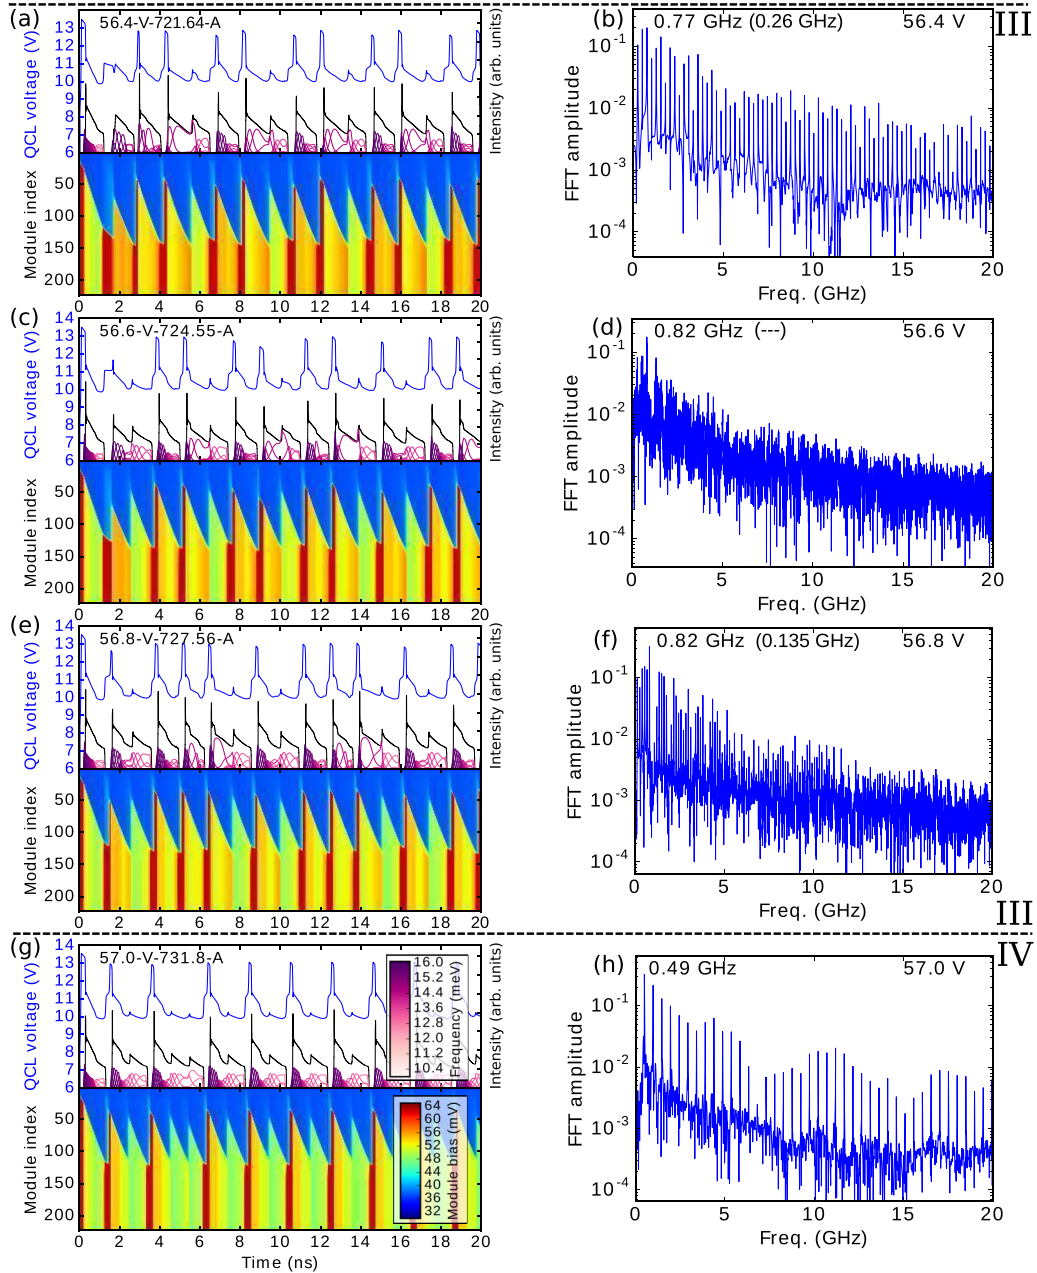 (a)
56.4-V-721.64-A
QCL voltage (V)
13
12
11
10
9
8
7
6
Intensity (arb. units)
Module index
50
100
150
200
0 2 4 6 8 10 12 14 16 18 20
(b)
0.77 GHz (0.26 GHz) 56.4 V
III
FFT amplitude
10-1
10-2
10-3
10-4
0 5 10 15 20
Freq. (GHz)
(c)
56.6-V-724.55-A
QCL voltage (V)
14
13
12
11
10
9
8
7
6
Intensity (arb. units)
Module index
50
100
150
200
0 2 4 6 8 10 12 14 16 18 20
(d)
0.82 GHz (---) 56.6 V
FFT amplitude
10-1
10-2
10-3
10-4
0 5 10 15 20
Freq. (GHz)
(e)
56.8-V-727.56-A
QCL voltage (V)
14
13
12
11
10
9
8
7
6
Intensity (arb. units)
Module index
50
100
150
200
0 2 4 6 8 10 12 14 16 18 20
(f)
0.82 GHz (0.135 GHz) 56.8 V
FFT amplitude
10-1
10-2
10-3
10-4
0 5 10 15 20
Freq. (GHz)
III
IV
(g)
57.0-V-731.8-A
QCL voltage (V)
14
13
12
11
10
9
8
7
6
Intensity (arb. units)
16.0
15.2
14.4
13.6
12.8
12.0
11.2
10.4
Frequency (meV)
Module index
50
100
150
200
64
60
56
52
48
44
40
36
32
Module bias (mV)
0 2 4 6 8 10 12 14 16 18 20
Time (ns)
(h)
0.49 GHz 57.0 V
FFT amplitude
10-1
10-2
10-3
10-4
0 5 10 15 20
Freq. (GHz)